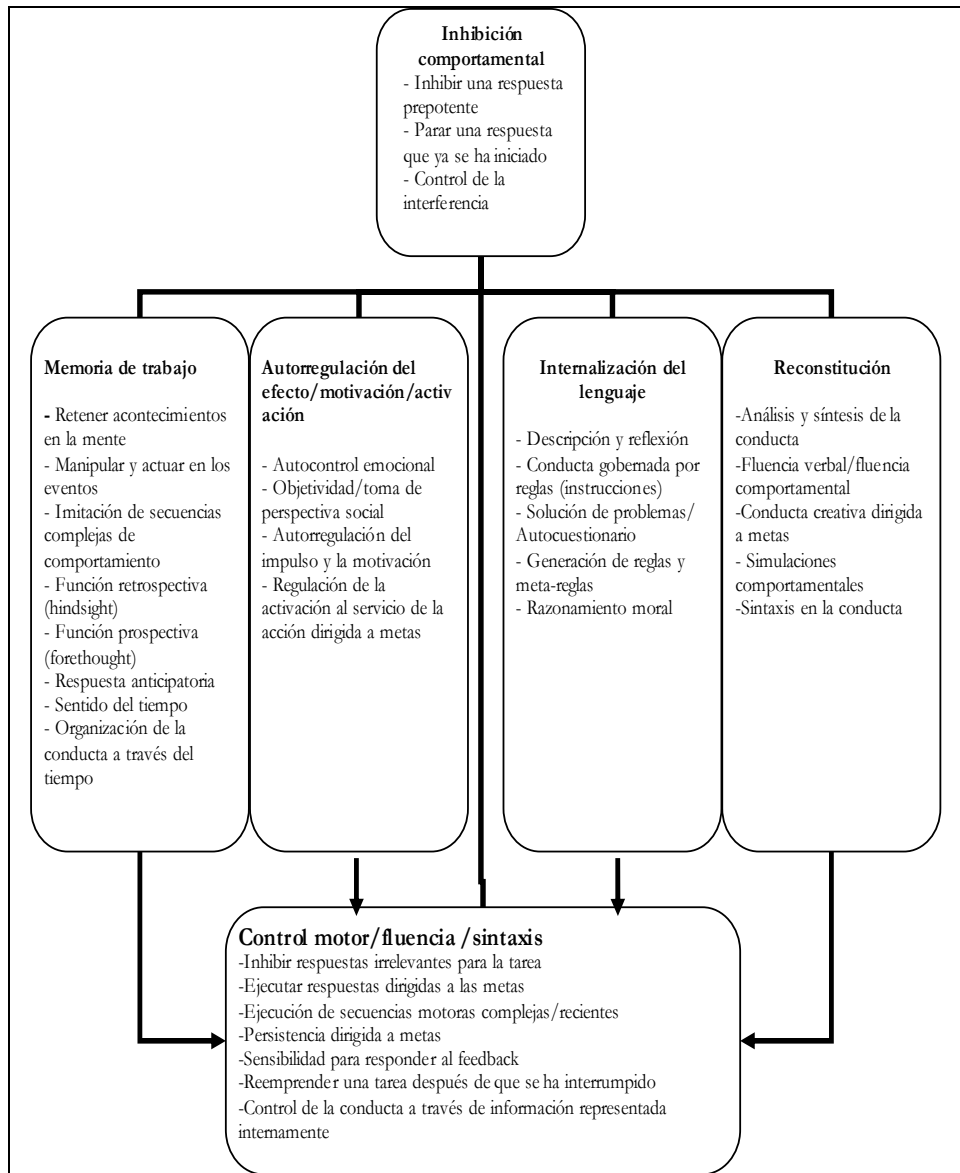 Inhibición
comportamental
- Inhibir una respuesta
prepotente
- Parar una respuesta
que ya se ha iniciado
- Control de la
interferencia
Memoria de trabajo
- Retener acontecimientos
en la mente
- Manipular y actuar en los
eventos
- Imitación de secuencias
complejas de
comportamiento
- Función retrospectiva
(hindsight)
- Función prospectiva
(forethought)
- Respuesta anticipatoria
- Sentido del tiempo
- Organización de la
conducta a través del
tiempo
Autorregulación del
efecto/motivación/activ
ación
- Autocontrol emocional
- Objetividad/toma de
perspectiva social
- Autorregulación del
impulso y la motivación
- Regulación de la
activación al servicio de la
acción dirigida a metas
Internalización del
lenguaje
- Descripción y reflexión
- Conducta gobernada por
reglas (instrucciones)
- Solución de problemas/
Autocuestionario
- Generación de reglas y
meta-reglas
- Razonamiento moral
Reconstitución
-Análisis y síntesis de la
conducta
-Fluencia verbal/fluencia
comportamental
-Conducta creativa dirigida
a metas
- Simulaciones
comportamentales
-Sintaxis en la conducta
Control motor/fluencia /sintaxis
-Inhibir respuestas irrelevantes para la tarea
-Ejecutar respuestas dirigidas a las metas
-Ejecución de secuencias motoras complejas/recientes
-Persistencia dirigida a metas
-Sensibilidad para responder al feedback
-Reemprender una tarea después de que se ha interrumpido
-Control de la conducta a través de información representada
internamente